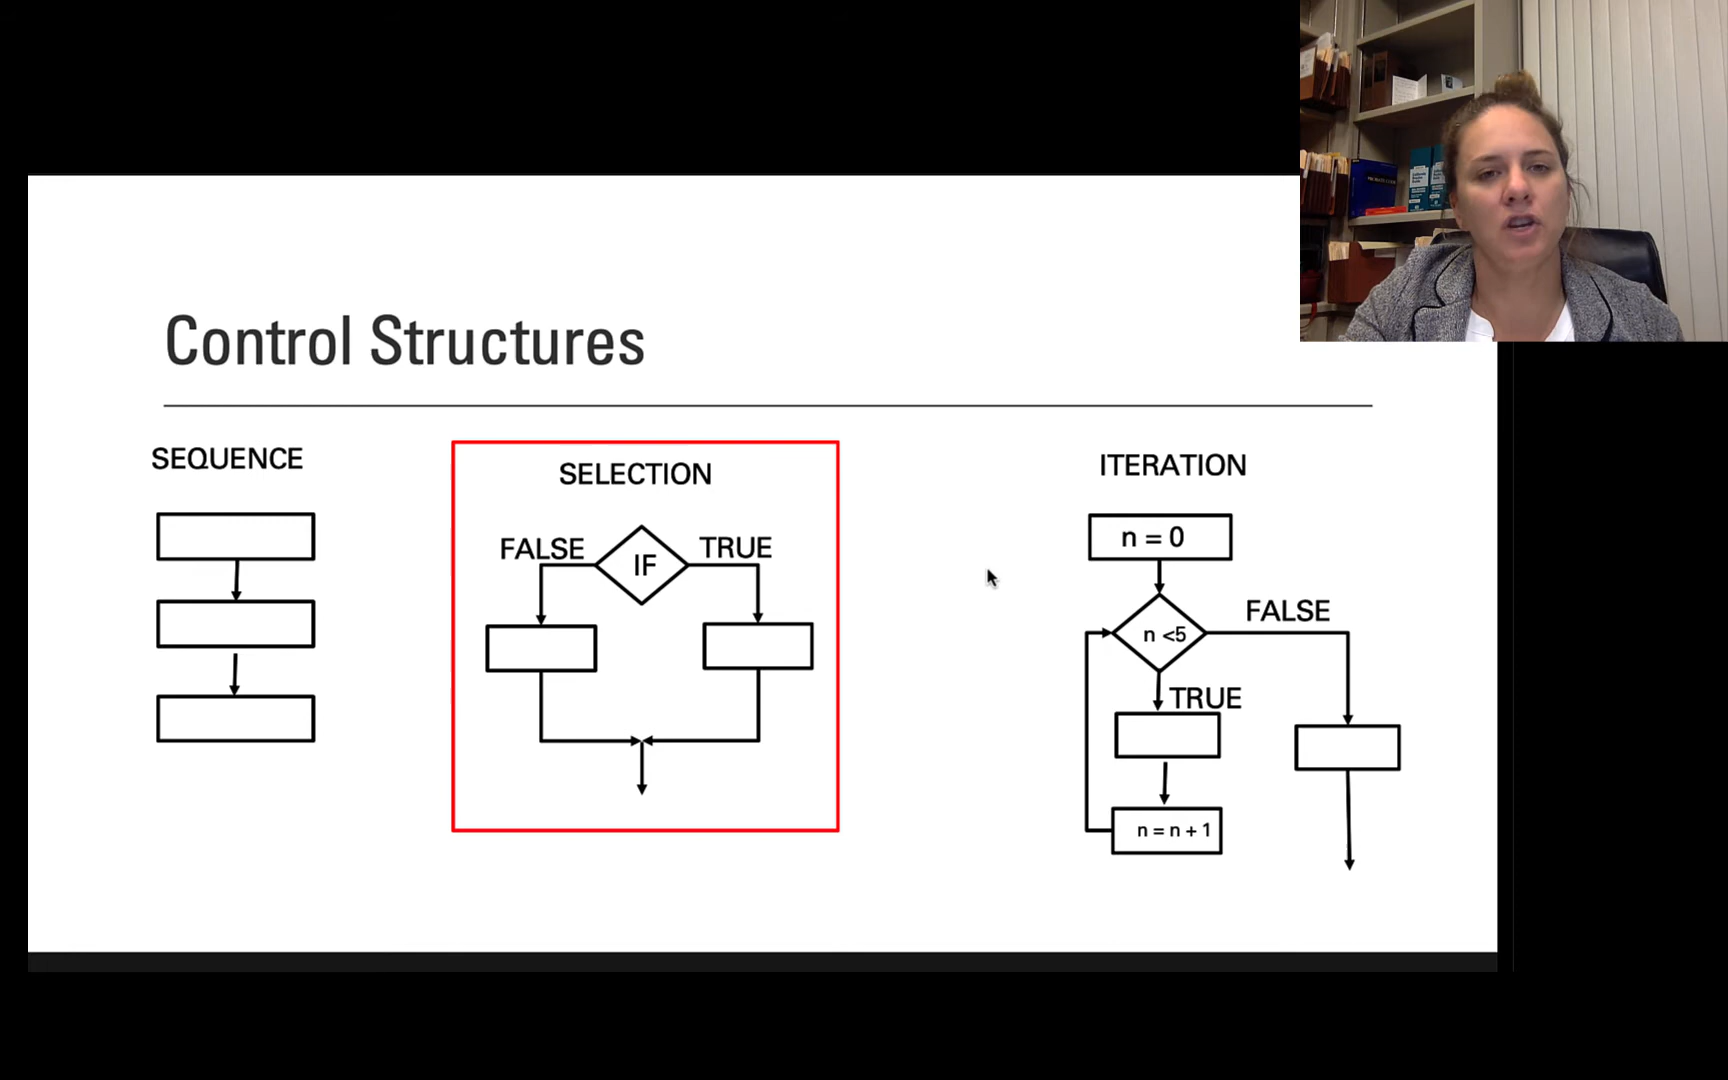 Control Structures
SEQUENCE
SELECTION
FALSE
IF
TRUE
ITERATION
n = 0
n <5
FALSE
TRUE
n = n + 1